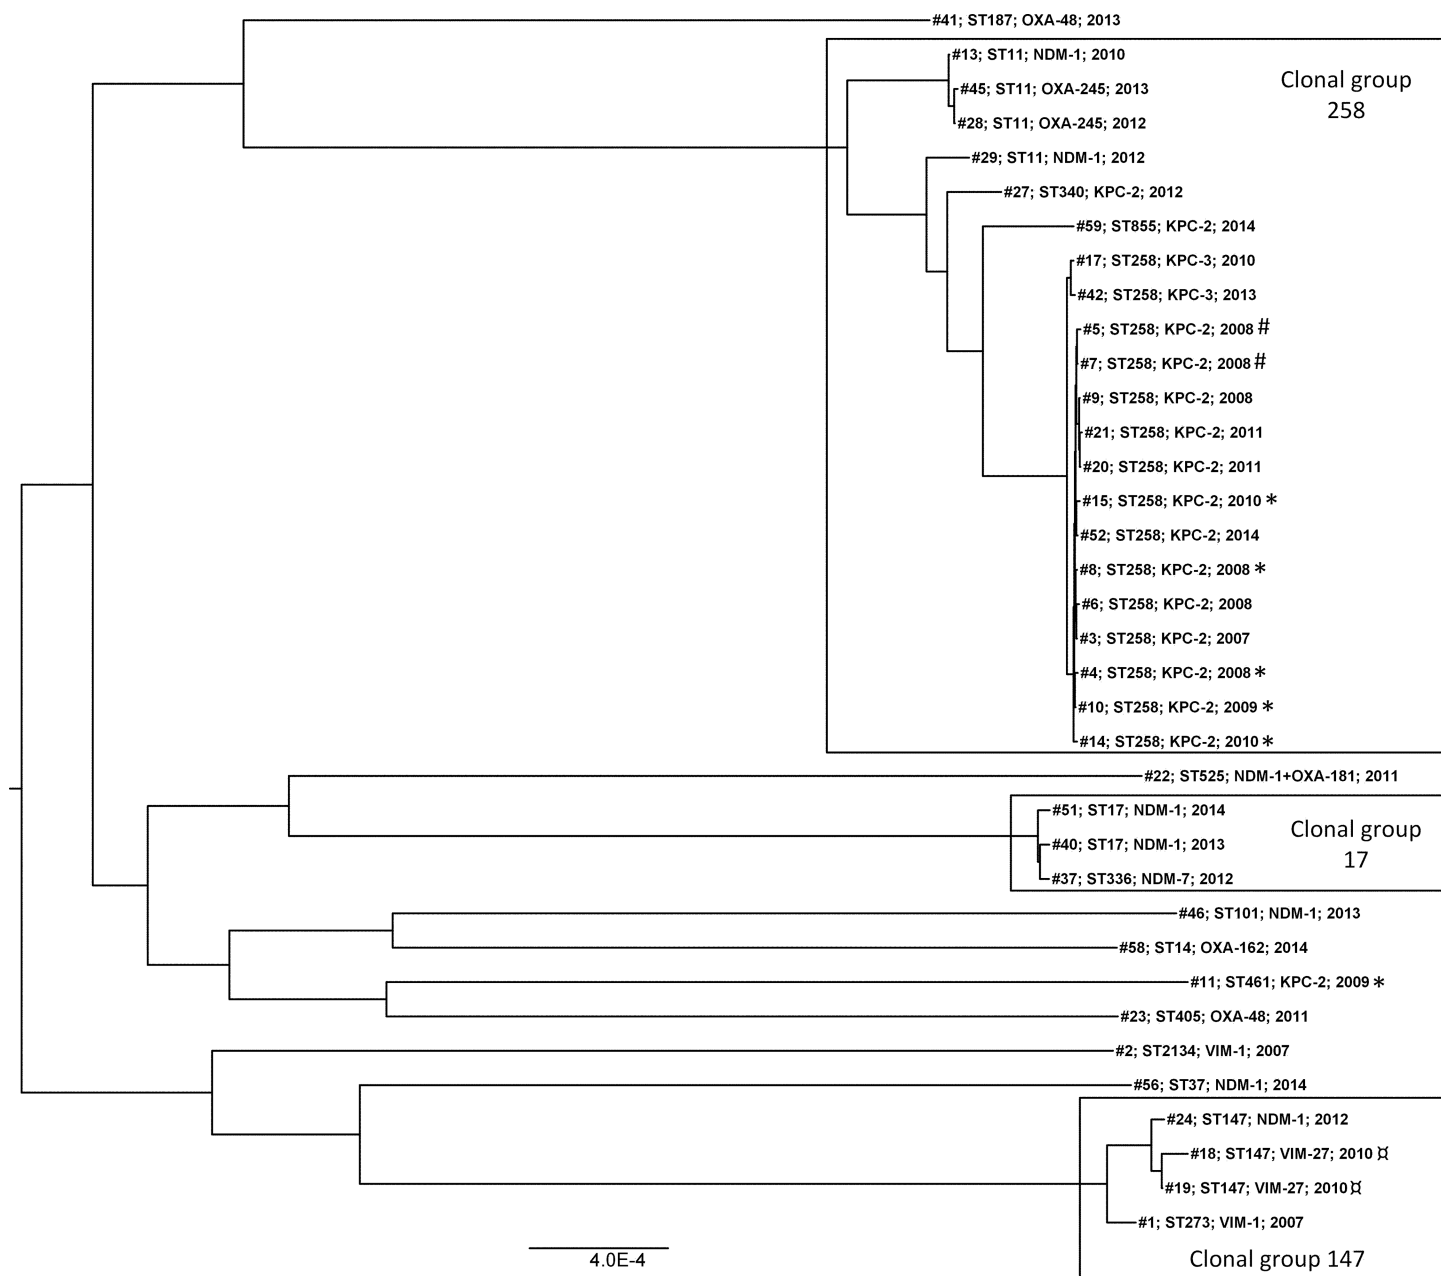 #41; ST187; OXA-48; 2013
#13; ST11; NDM-1; 2010
Clonal group
258
#45; ST11; OXA-245; 2013
#28; ST11; OXA-245; 2012
#29; ST11; NDM-1; 2012
#27; ST340; KPC-2; 2012
#59; ST855; KPC-2; 2014
#17; ST258; KPC-3; 2010
#42; ST258; KPC-3; 2013
#5; ST258; KPC-2; 2008 #
#7; ST258; KPC-2; 2008 #
#9; ST258; KPC-2; 2008
#21; ST258; KPC-2; 2011
#20; ST258; KPC-2; 2011
#15; ST258; KPC-2; 2010 *
#52; ST258; KPC-2; 2014
#8; ST258; KPC-2; 2008 *
#6; ST258; KPC-2; 2008
#3; ST258; KPC-2; 2007
#4; ST258; KPC-2; 2008 *
#10; ST258; KPC-2; 2009 *
#14; ST258; KPC-2; 2010 *
#22; ST525; NDM-1+OXA-181; 2011
#51; ST17; NDM-1; 2014
Clonal group
17
#40; ST17; NDM-1; 2013
#37; ST336; NDM-7; 2012
#46; ST101; NDM-1; 2013
#58; ST14; OXA-162; 2014
#11; ST461; KPC-2; 2009 *
#23; ST405; OXA-48; 2011
#2; ST2134; VIM-1; 2007
#56; ST37; NDM-1; 2014
#24; ST147; NDM-1; 2012
#18; ST147; VIM-27; 2010 ¤
#19; ST147; VIM-27; 2010 ¤
#1; ST273; VIM-1; 2007
Clonal group 147
4.0E-4